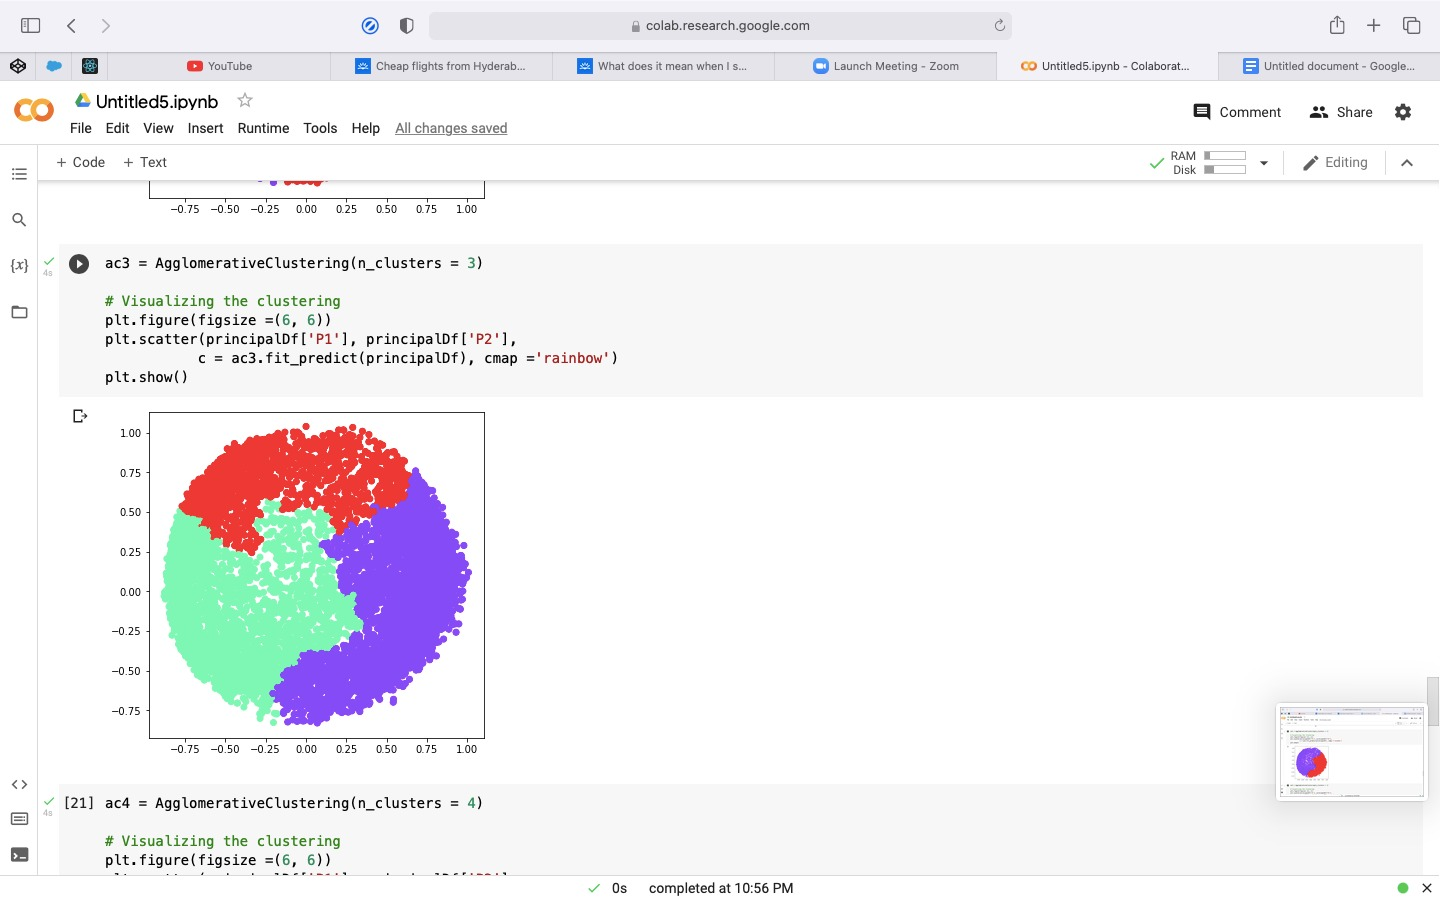 colab.research.google.com
YouTube
Cheap flights from Hyderab...
What does it mean when I s...
Launch Meeting - Zoom
Untitled5.ipynb - Colaborat...
Untitled document - Google...
Untitled5.ipynb
File Edit View Insert Runtime Tools Help All changes saved
Comment
Share
+ Code + Text
RAM
Disk
Editing
−0.75 −0.50 −0.25 0.00 0.25 0.50 0.75 1.00
{x}
4s
ac3 = AgglomerativeClustering(n_clusters = 3)
# Visualizing the clustering
plt.figure(figsize =(6, 6))
plt.scatter(principalDf['P1'], principalDf['P2'],
c = ac3.fit_predict(principalDf), cmap ='rainbow')
plt.show()
1.00
0.75
0.50
0.25
0.00
−0.25
−0.50
−0.75
−0.75 −0.50 −0.25 0.00 0.25 0.50 0.75 1.00
4s
[21] ac4 = AgglomerativeClustering(n_clusters = 4)
# Visualizing the clustering
plt.figure(figsize =(6, 6))
0s completed at 10:56 PM